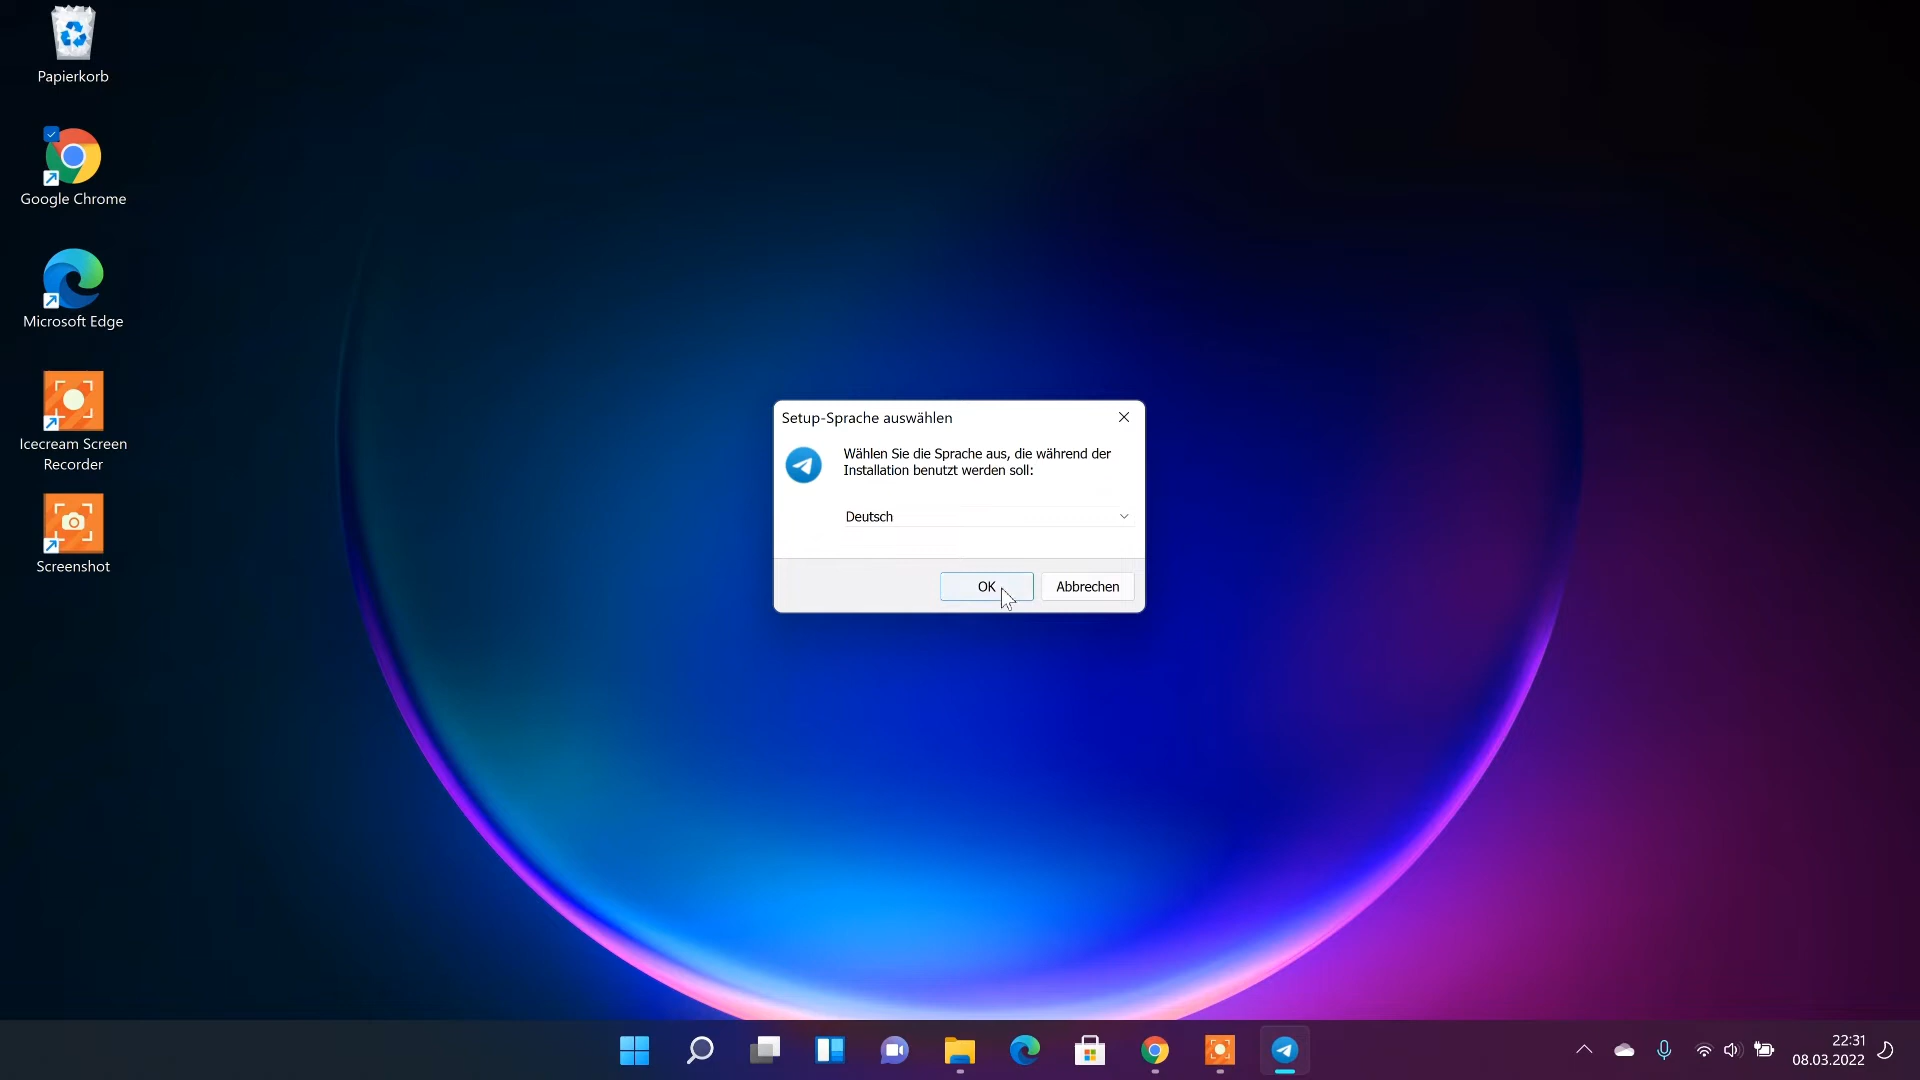 Papierkorb
Google Chrome
Microsoft Edge
Icecream Screen
Recorder
Screenshot
Setup-Sprache auswählen
Wählen Sie die Sprache aus, die während der
Installation benutzt werden soll:
Deutsch
OK
Abbrechen
22:31
08.03.2022